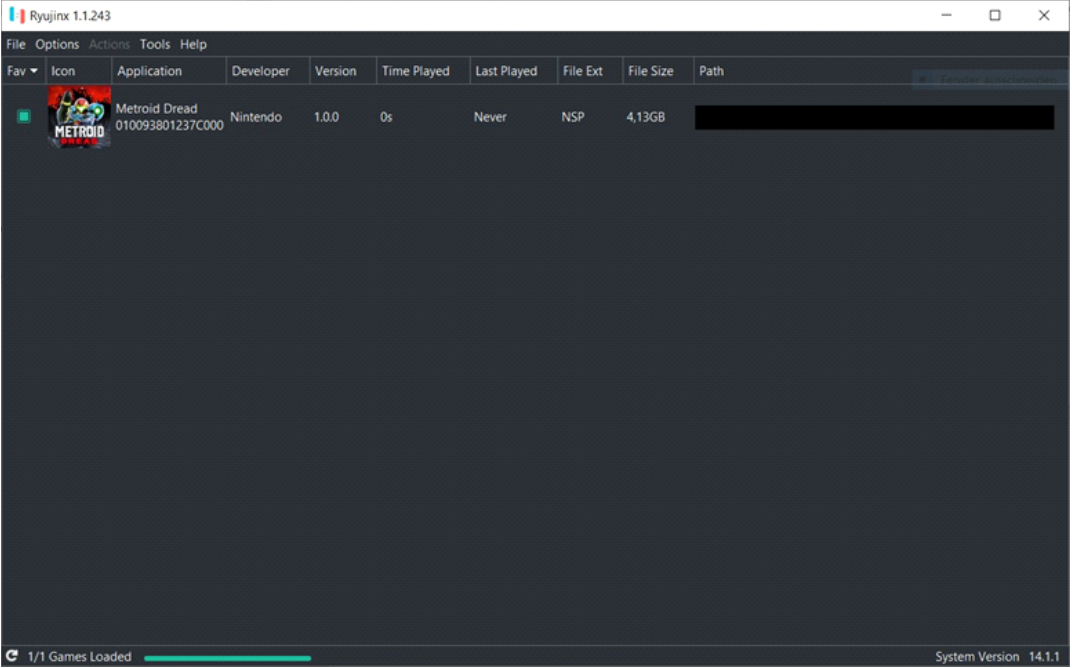 Ryujinx 1.1.243
File Options Actions Tools Help
Fav Icon Application Developer Version Time Played Last Played File Ext File Size Path
METROID
DREAD
Metroid Dread
010093801237C000
Nintendo 1.0.0 0s Never NSP 4,13GB
1/1 Games Loaded
System Version 14.1.1